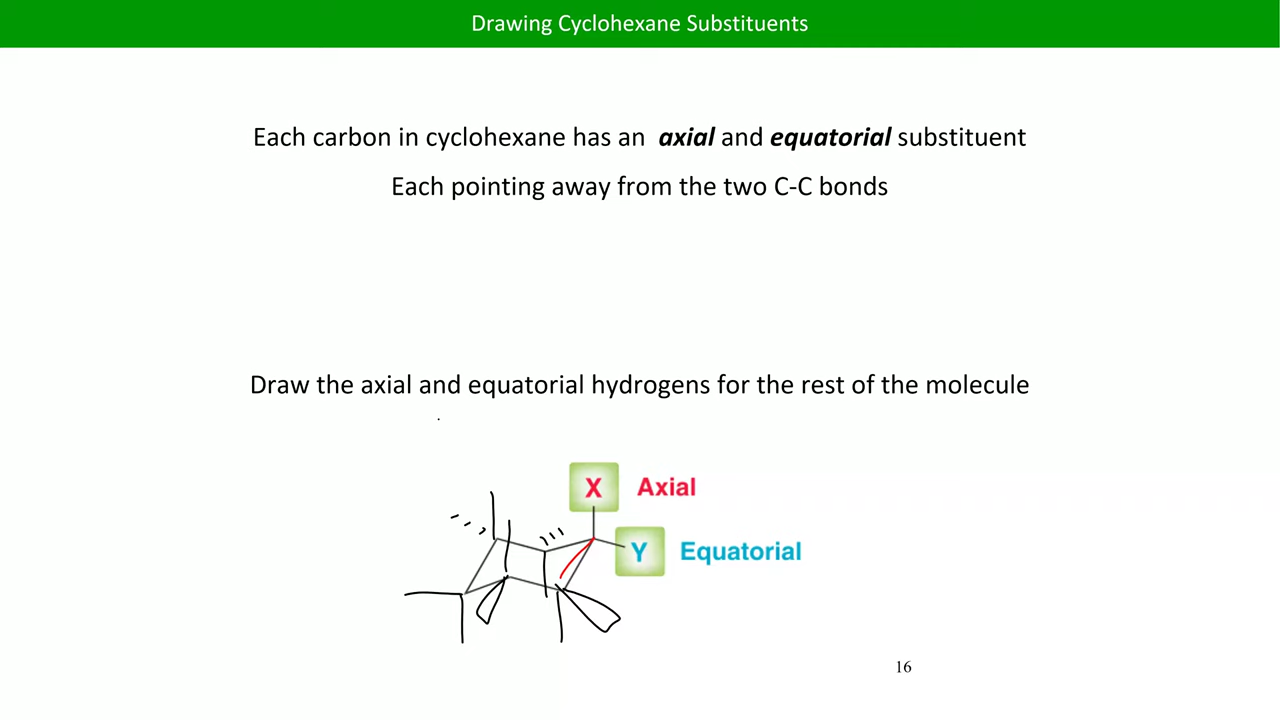 Drawing Cyclohexane Substituents
Each carbon in cyclohexane has an axial and equatorial substituent
Each pointing away from the two C-C bonds
Draw the axial and equatorial hydrogens for the rest of the molecule
X Axial
Y Equatorial
16